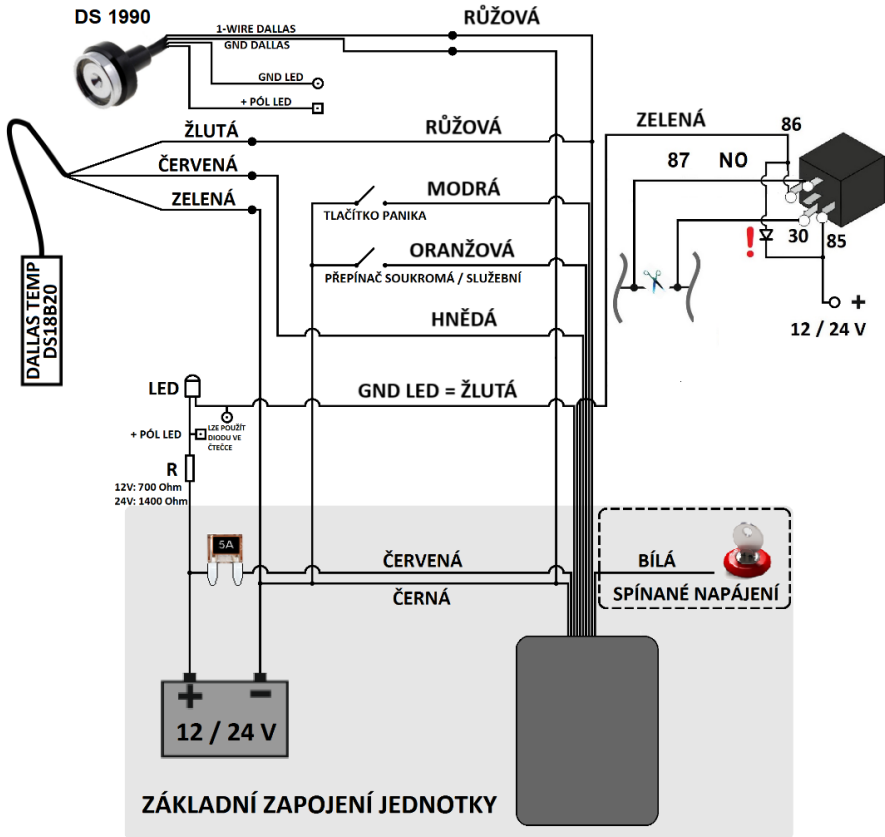 DS 1990
1-WIRE DALLAS
GND DALLAS
RŮŽOVÁ
GND LED
+ PÓL LED
ŽLUTÁ
RŮŽOVÁ
ČERVENÁ
ZELENÁ
DALLAS TEMP
DS18B20
MODRÁ
TLAČÍTKO PANIKA
ORANŽOVÁ
PŘEPÍNAČ SOUKROMÁ / SLUŽEBNÍ
HNĚDÁ
ZELENÁ
86
87 NO
30
85
!
+
12 / 24 V
LED
GND LED = ŽLUTÁ
LZE POUŽÍT
DIODU VE
ČTEČCE
+ PÓL LED
R
12V: 700 Ohm
24V: 1400 Ohm
5A
ČERVENÁ
ČERNÁ
BÍLÁ
SPÍNANÉ NAPÁJENÍ
+ −
12 / 24 V
ZÁKLADNÍ ZAPOJENÍ JEDNOTKY